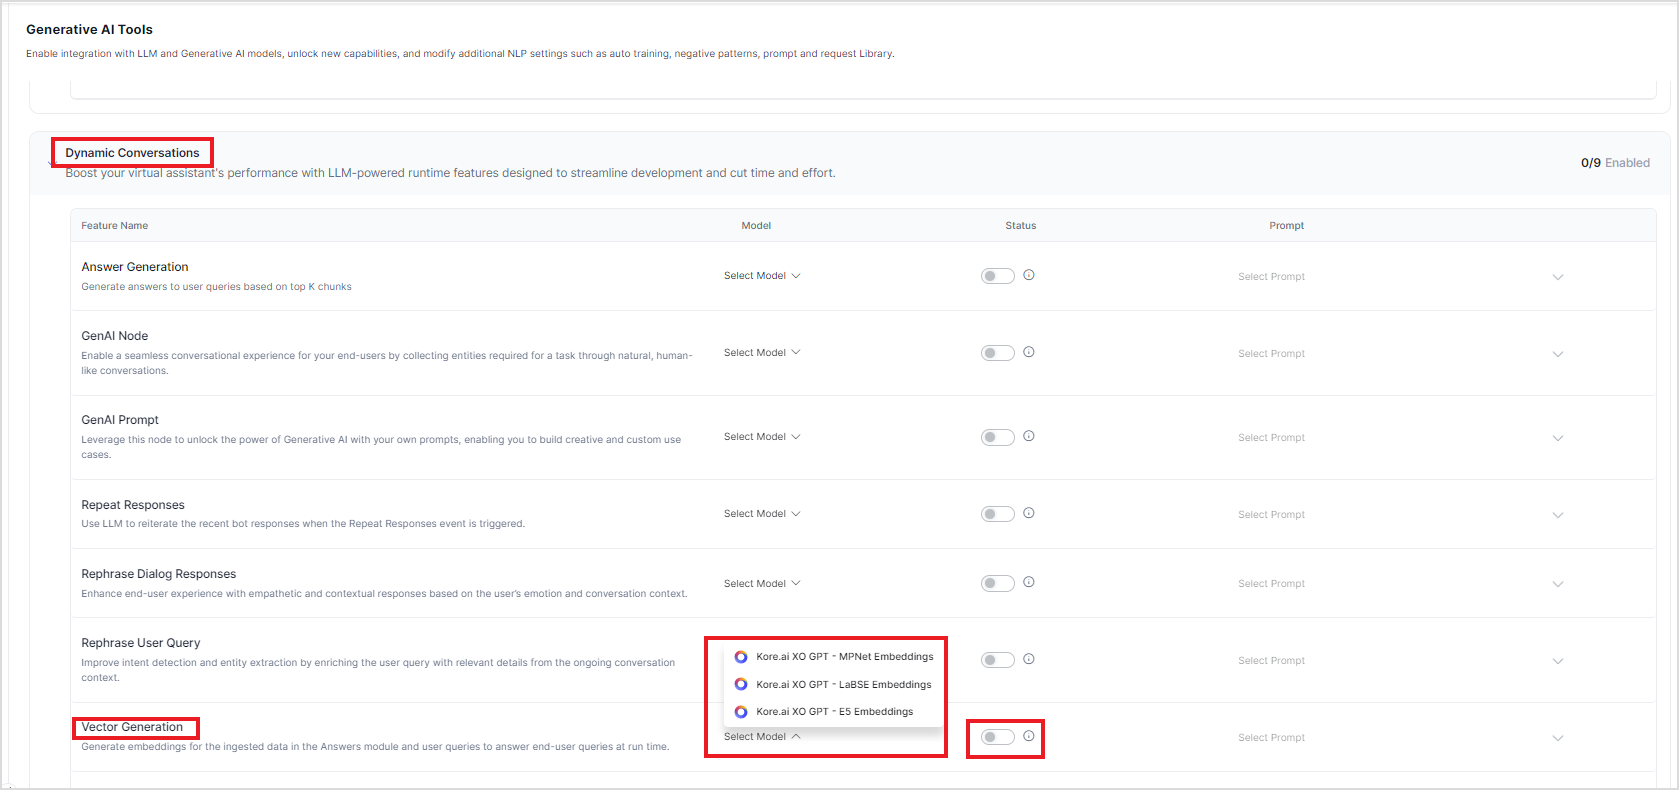 Generative AI Tools
Enable integration with LLM and Generative AI models, unlock new capabilities, and modify additional NLP settings such as auto training, negative patterns, prompt and request Library.
Dynamic Conversations
Boost your virtual assistant's performance with LLM-powered runtime features designed to streamline development and cut time and effort.
0/9 Enabled
Feature Name Model Status Prompt
Answer Generation
Generate answers to user queries based on top K chunks
Select Model
Select Prompt
GenAI Node
Enable a seamless conversational experience for your end-users by collecting entities required for a task through natural, human-
like conversations.
Select Model
Select Prompt
GenAI Prompt
Leverage this node to unlock the power of Generative AI with your own prompts, enabling you to build creative and custom use
cases.
Select Model
Select Prompt
Repeat Responses
Use LLM to reiterate the recent bot responses when the Repeat Responses event is triggered.
Select Model
Select Prompt
Rephrase Dialog Responses
Enhance end-user experience with empathetic and contextual responses based on the user's emotion and conversation context.
Select Model
Select Prompt
Rephrase User Query
Improve intent detection and entity extraction by enriching the user query with relevant details from the ongoing conversation
context.
Kore.ai XO GPT - MPNet Embeddings
Kore.ai XO GPT - LaBSE Embeddings
Kore.ai XO GPT - E5 Embeddings
Select Prompt
Vector Generation
Generate embeddings for the ingested data in the Answers module and user queries to answer end-user queries at run time.
Select Model
Select Prompt